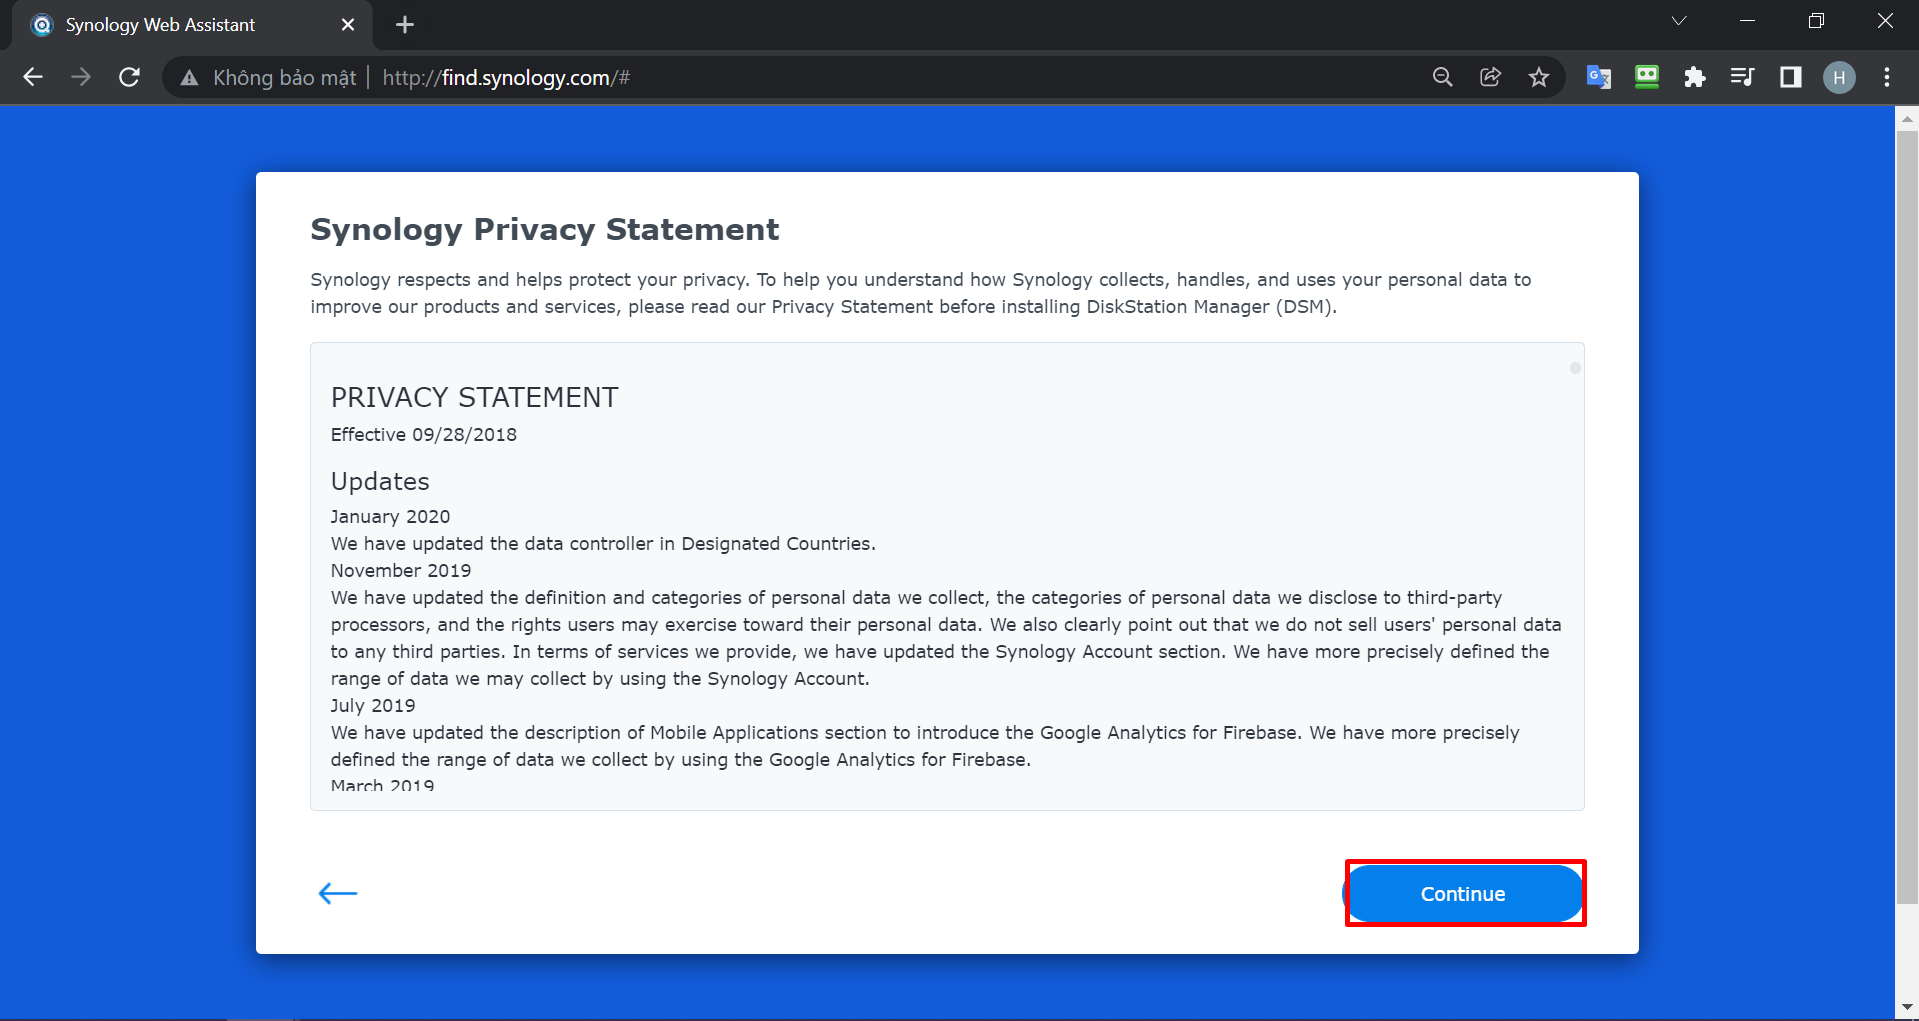 Synology Web Assistant
Không bảo mật
http://find.synology.com/#
H
Synology Privacy Statement
Synology respects and helps protect your privacy. To help you understand how Synology collects, handles, and uses your personal data to
improve our products and services, please read our Privacy Statement before installing DiskStation Manager (DSM).
PRIVACY STATEMENT
Effective 09/28/2018
Updates
January 2020
We have updated the data controller in Designated Countries.
November 2019
We have updated the definition and categories of personal data we collect, the categories of personal data we disclose to third-party
processors, and the rights users may exercise toward their personal data. We also clearly point out that we do not sell users' personal data
to any third parties. In terms of services we provide, we have updated the Synology Account section. We have more precisely defined the
range of data we may collect by using the Synology Account.
July 2019
We have updated the description of Mobile Applications section to introduce the Google Analytics for Firebase. We have more precisely
defined the range of data we collect by using the Google Analytics for Firebase.
March 2019
Continue